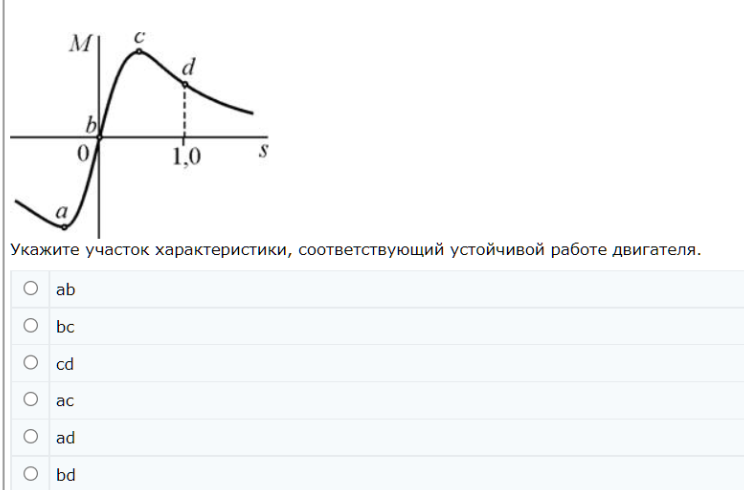 M
c
d
b
0
1,0
s
a
Укажите участок характеристики, соответствующий устойчивой работе двигателя.
ab
bc
cd
ac
ad
bd